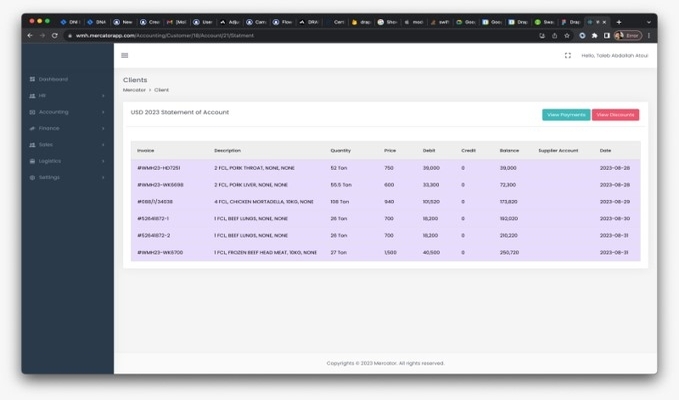 wmh.mercaterapp.com/Accounting/Customer/18/Account/21/Statment
Error
Hello, Taleb Abdallah Atoui
Dashboard
HR
Accounting
Finance
Sales
Logistics
Settings
Clients
Mercator > Client
USD 2023 Statement of Account
View Payments View Discounts
Invoice Description Quantity Price Debit Credit Balance Supplier Account Date
#WMH23-HD7251 2 FCL, PORK THROAT, NONE, NONE 52 Ton 750 39,000 0 39,000 2023-08-28
#WMH23-WK6698 2 FCL, PORK LIVER, NONE, NONE 55.5 Ton 600 33,300 0 72,300 2023-08-28
4 FCL, CHICKEN MORTADELLA, 10KG, NONE 108 Ton 940 101,520 0 173,820 2023-08-29
#52641872-1 1 FCL, BEEF LUNGS, NONE, NONE 26 Ton 700 18,200 0 192,020 2023-08-30
#52641872-2 1 FCL, BEEF LUNGS, NONE, NONE 26 Ton 700 18,200 0 210,220 2023-08-31
#WMH23-WK6700 1 FCL, FROZEN BEEF HEAD MEAT, 10KG, NONE 27 Ton 1,500 40,500 0 250,720 2023-08-31
Copyrights © 2023 Mercator. All rights reserved.